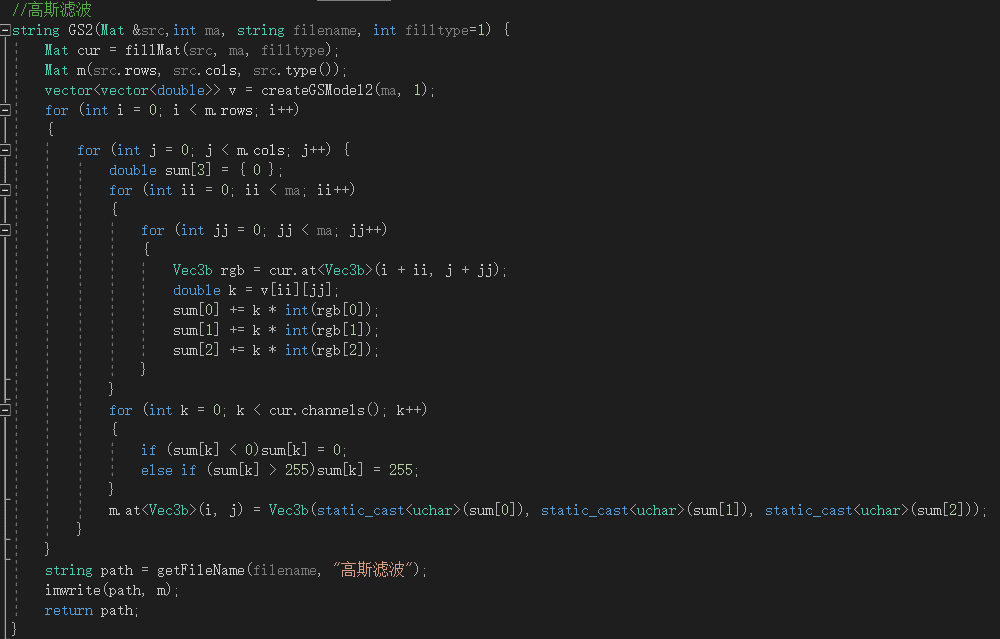 //高斯滤波
string GS2(Mat &src,int ma, string filename, int filltype=1) {
Mat cur = fillMat(src, ma, filltype);
Mat m(src.rows, src.cols, src.type());
vector<vector<double>> v = createGSModel2(ma, 1);
for (int i = 0; i < m.rows; i++)
{
for (int j = 0; j < m.cols; j++) {
double sum[3] = { 0 };
for (int ii = 0; ii < ma; ii++)
{
for (int jj = 0; jj < ma; jj++)
{
Vec3b rgb = cur.at<Vec3b>(i + ii, j + jj);
double k = v[ii][jj];
sum[0] += k * int(rgb[0]);
sum[1] += k * int(rgb[1]);
sum[2] += k * int(rgb[2]);
}
}
for (int k = 0; k < cur.channels(); k++)
{
if (sum[k] < 0)sum[k] = 0;
else if (sum[k] > 255)sum[k] = 255;
}
m.at<Vec3b>(i, j) = Vec3b(static_cast<uchar>(sum[0]), static_cast<uchar>(sum[1]), static_cast<uchar>(sum[2]));
}
}
string path = getFileName(filename, "高斯滤波");
imwrite(path, m);
return path;
}